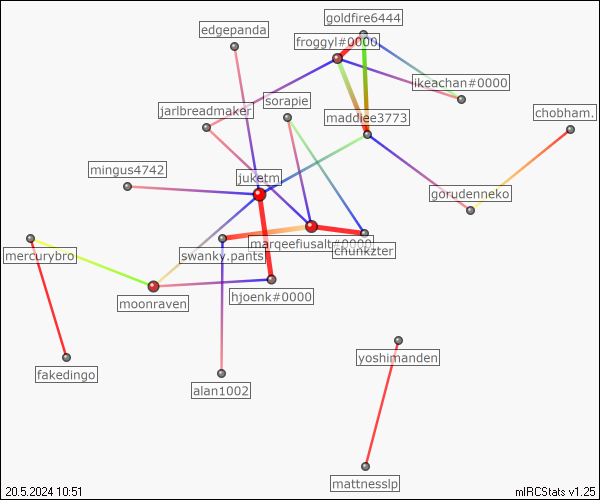 goldfire6444
edgepanda
froggyl#0000
ikeachan#0000
sorapie
jarlbreadmaker
chobham.
maddiee3773
mingus4742
juketm
gorudenneko
marqeefiusalt#0000
chunkzter
swanky.pants
mercurybro
moonraven
hjoenk#0000
yoshimanden
fakedingo
alan1002
mattnesslp
20.5.2024 10:51
mIRCStats v1.25